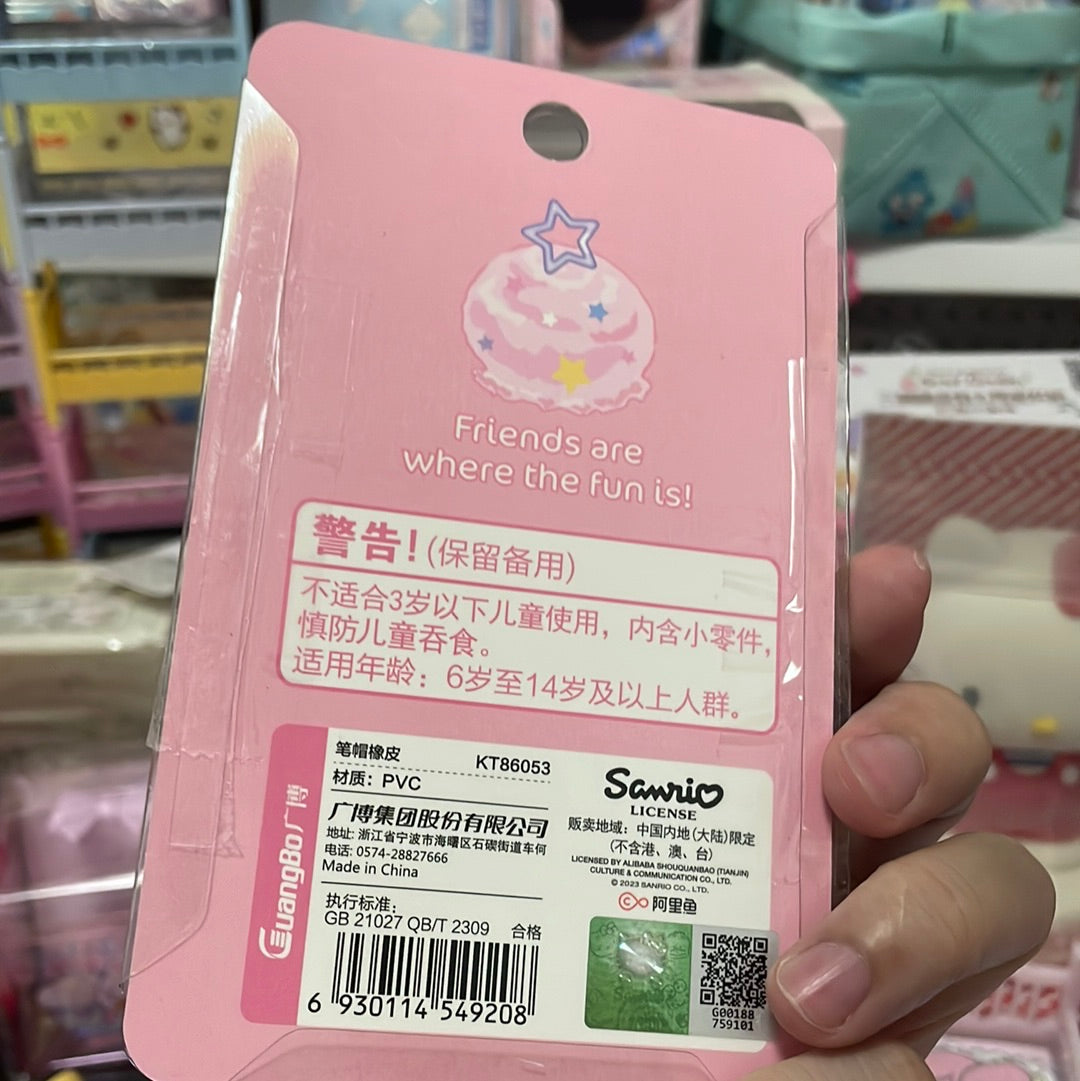 Friends are
where the fun is!
警告!(保留备用)
不适合3岁以下儿童使用，内含小零件，
慎防儿童吞食。
适用年龄：6岁至14岁及以上人群。
GuangBo广博
笔帽橡皮 KT86053
材质：PVC
广博集团股份有限公司
地址：浙江省宁波市海曙区石碶街道车何
电话：0574-28827666
Made in China
执行标准：
GB 21027 QB/T 2309 合格
6 930114 549208
Sanrio
LICENSE
贩卖地域：中国内地(大陆)限定
(不含港、澳、台)
LICENSED BY ALIBABA SHOUQUANBAO (TIANJIN)
CULTURE & COMMUNICATION CO., LTD.
© 2023 SANRIO CO., LTD.
阿里鱼
G00188
759101